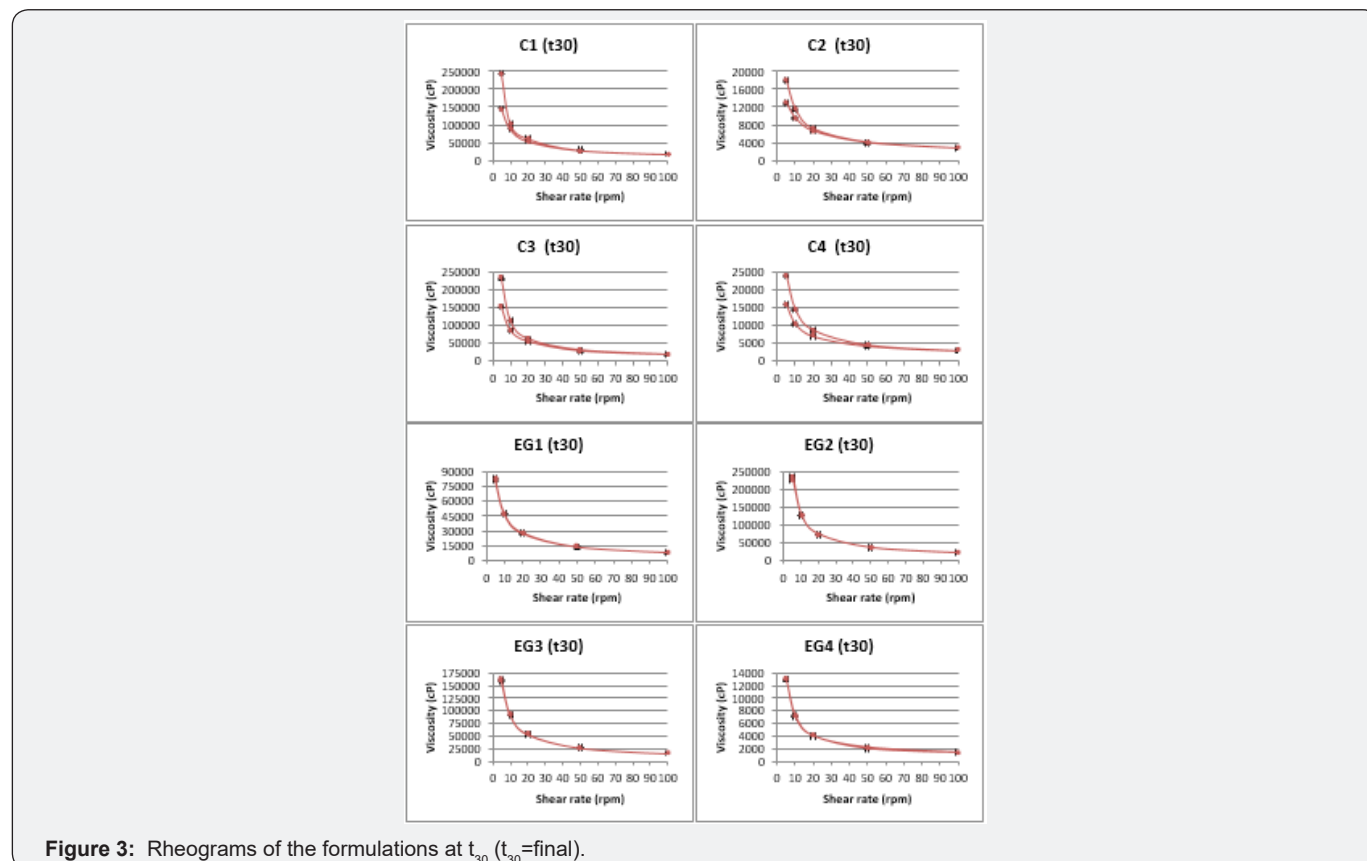 C1 (t30)
Viscosity (cP)
250000
200000
150000
100000
50000
0
0 10 20 30 40 50 60 70 80 90 100
Shear rate (rpm)
C2 (t30)
Viscosity (cP)
20000
16000
12000
8000
4000
0
0 10 20 30 40 50 60 70 80 90 100
Shear rate (rpm)
C3 (t30)
Viscosity (cP)
250000
200000
150000
100000
50000
0
0 10 20 30 40 50 60 70 80 90 100
Shear rate (rpm)
C4 (t30)
Viscosity (cP)
25000
20000
15000
10000
5000
0
0 10 20 30 40 50 60 70 80 90 100
Shear rate (rpm)
EG1 (t30)
Viscosity (cP)
90000
75000
60000
45000
30000
15000
0
0 10 20 30 40 50 60 70 80 90 100
Shear rate (rpm)
EG2 (t30)
Viscosity (cP)
250000
200000
150000
100000
50000
0
0 10 20 30 40 50 60 70 80 90 100
Shear rate (rpm)
EG3 (t30)
Viscosity (cP)
175000
150000
125000
100000
75000
50000
25000
0
0 10 20 30 40 50 60 70 80 90 100
Shear rate (rpm)
EG4 (t30)
Viscosity (cP)
14000
12000
10000
8000
6000
4000
2000
0
0 10 20 30 40 50 60 70 80 90 100
Shear rate (rpm)
Figure 3: Rheograms of the formulations at t30 (t30=final).